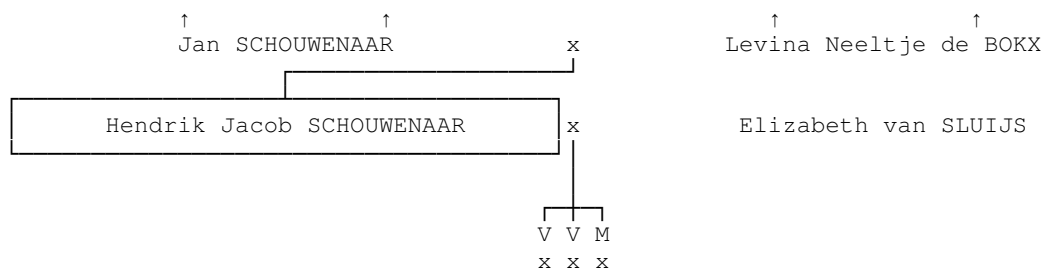 ↑ ↑ ↑ ↑
Jan SCHOUWENAAR x Levina Neeltje de BOKX
Hendrik Jacob SCHOUWENAAR x Elizabeth van SLUIJS
V V M
x x x